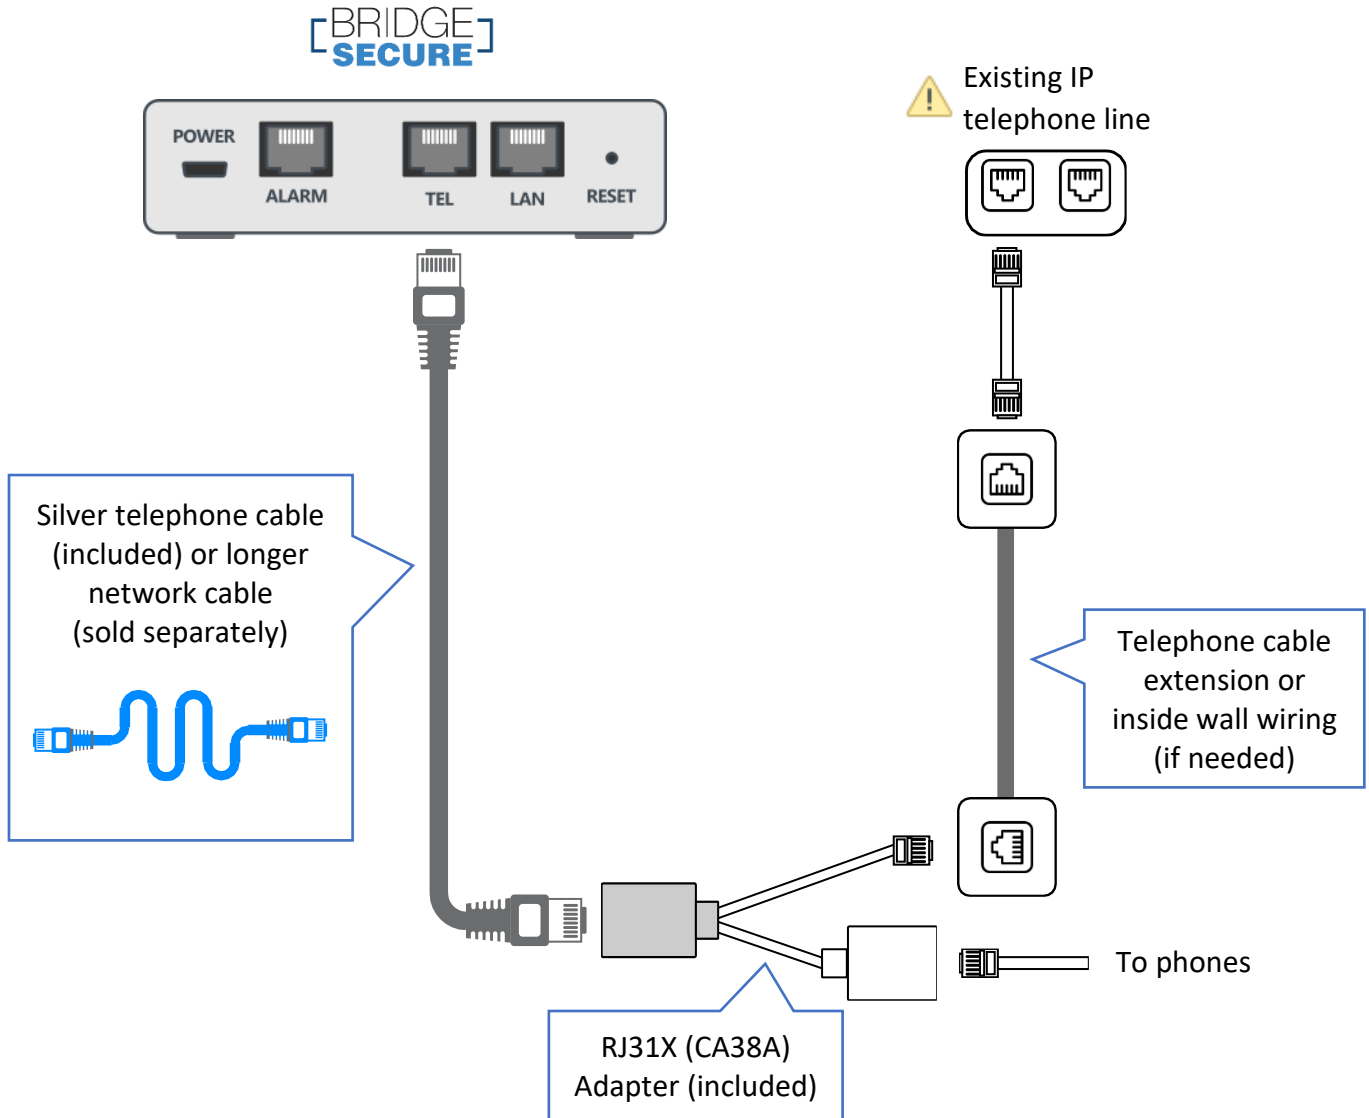 BRIDGE
SECURE
Existing IP
telephone line
POWER
ALARM
TEL
LAN
RESET
Silver telephone cable
(included) or longer
network cable
(sold separately)
Telephone cable
extension or
inside wall wiring
(if needed)
To phones
RJ31X (CA38A)
Adapter (included)